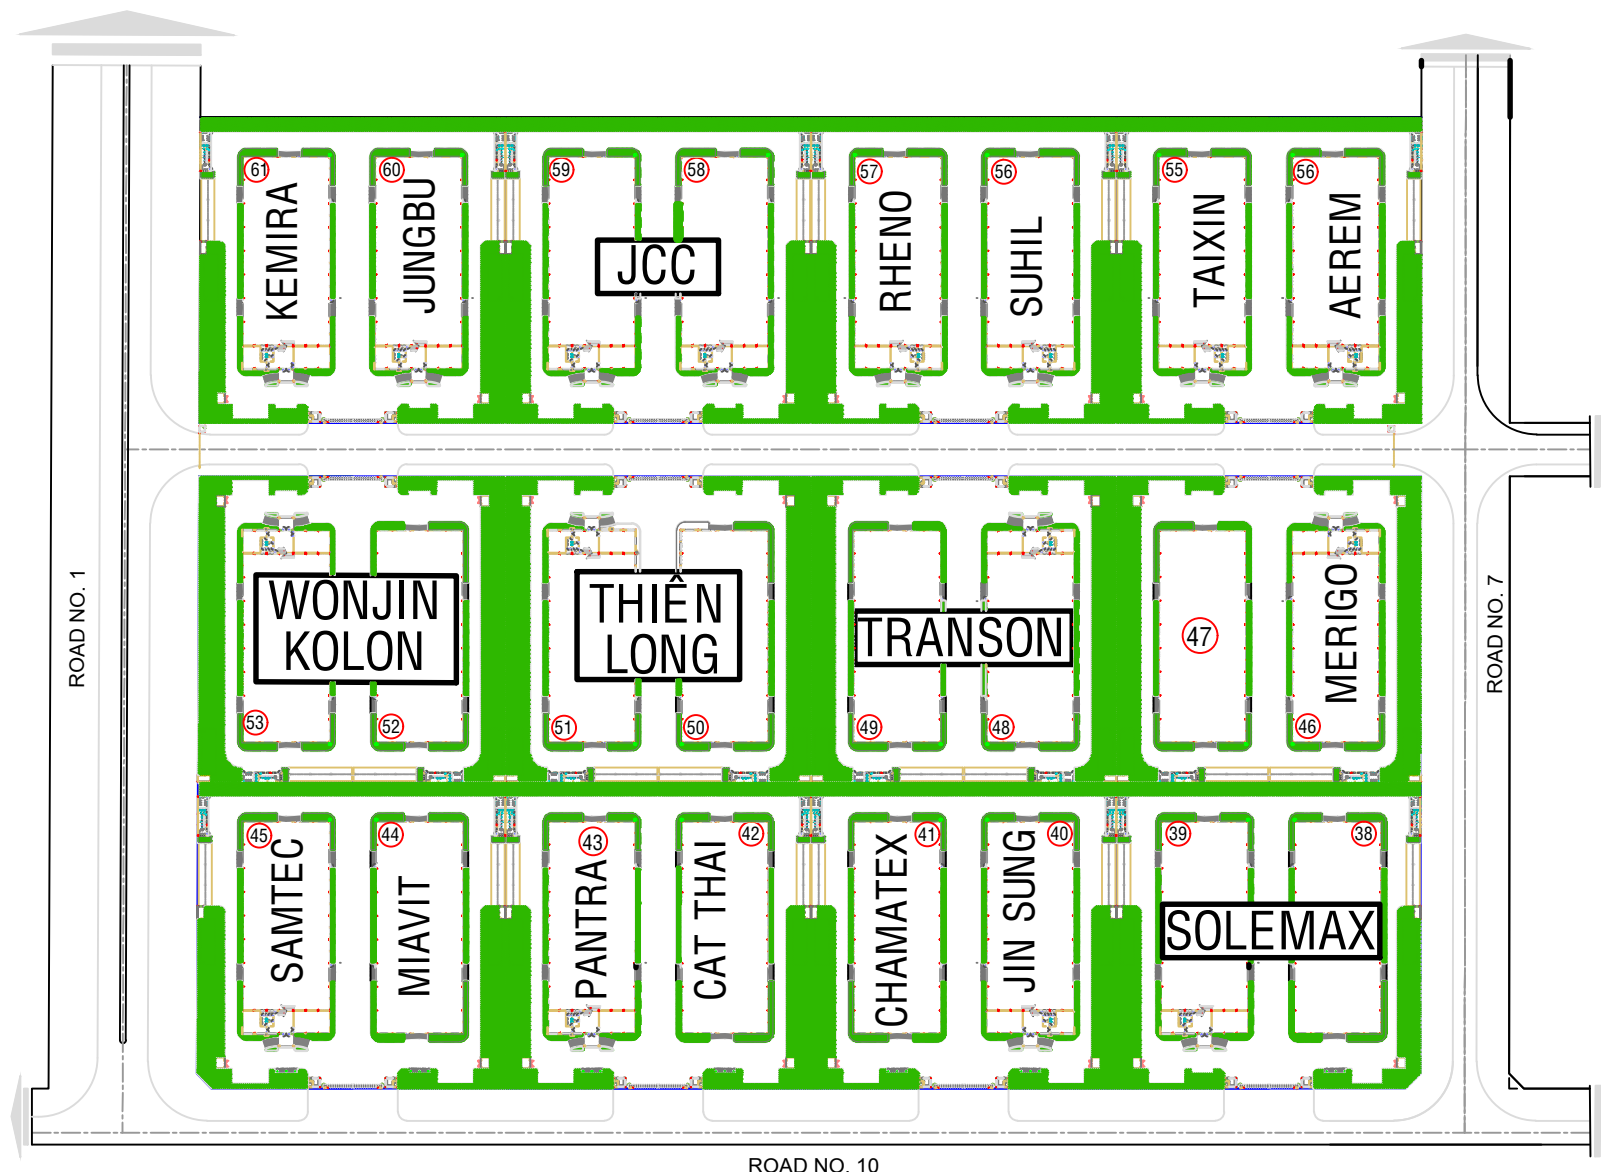 61
60
59
58
57
56
55
56
KEMIRA
JUNGBU
JCC
RHENO
SUHIL
TAIXIN
AEREM
ROAD NO. 1
ROAD NO. 7
WONJIN
KOLON
THIÊN
LONG
TRANSON
47
MERIGO
53
52
51
50
49
48
46
45
44
43
42
41
40
39
38
SAMTEC
MIAVIT
PANTRA
CAT THAI
CHAMATEX
JIN SUNG
SOLEMAX
ROAD NO. 10